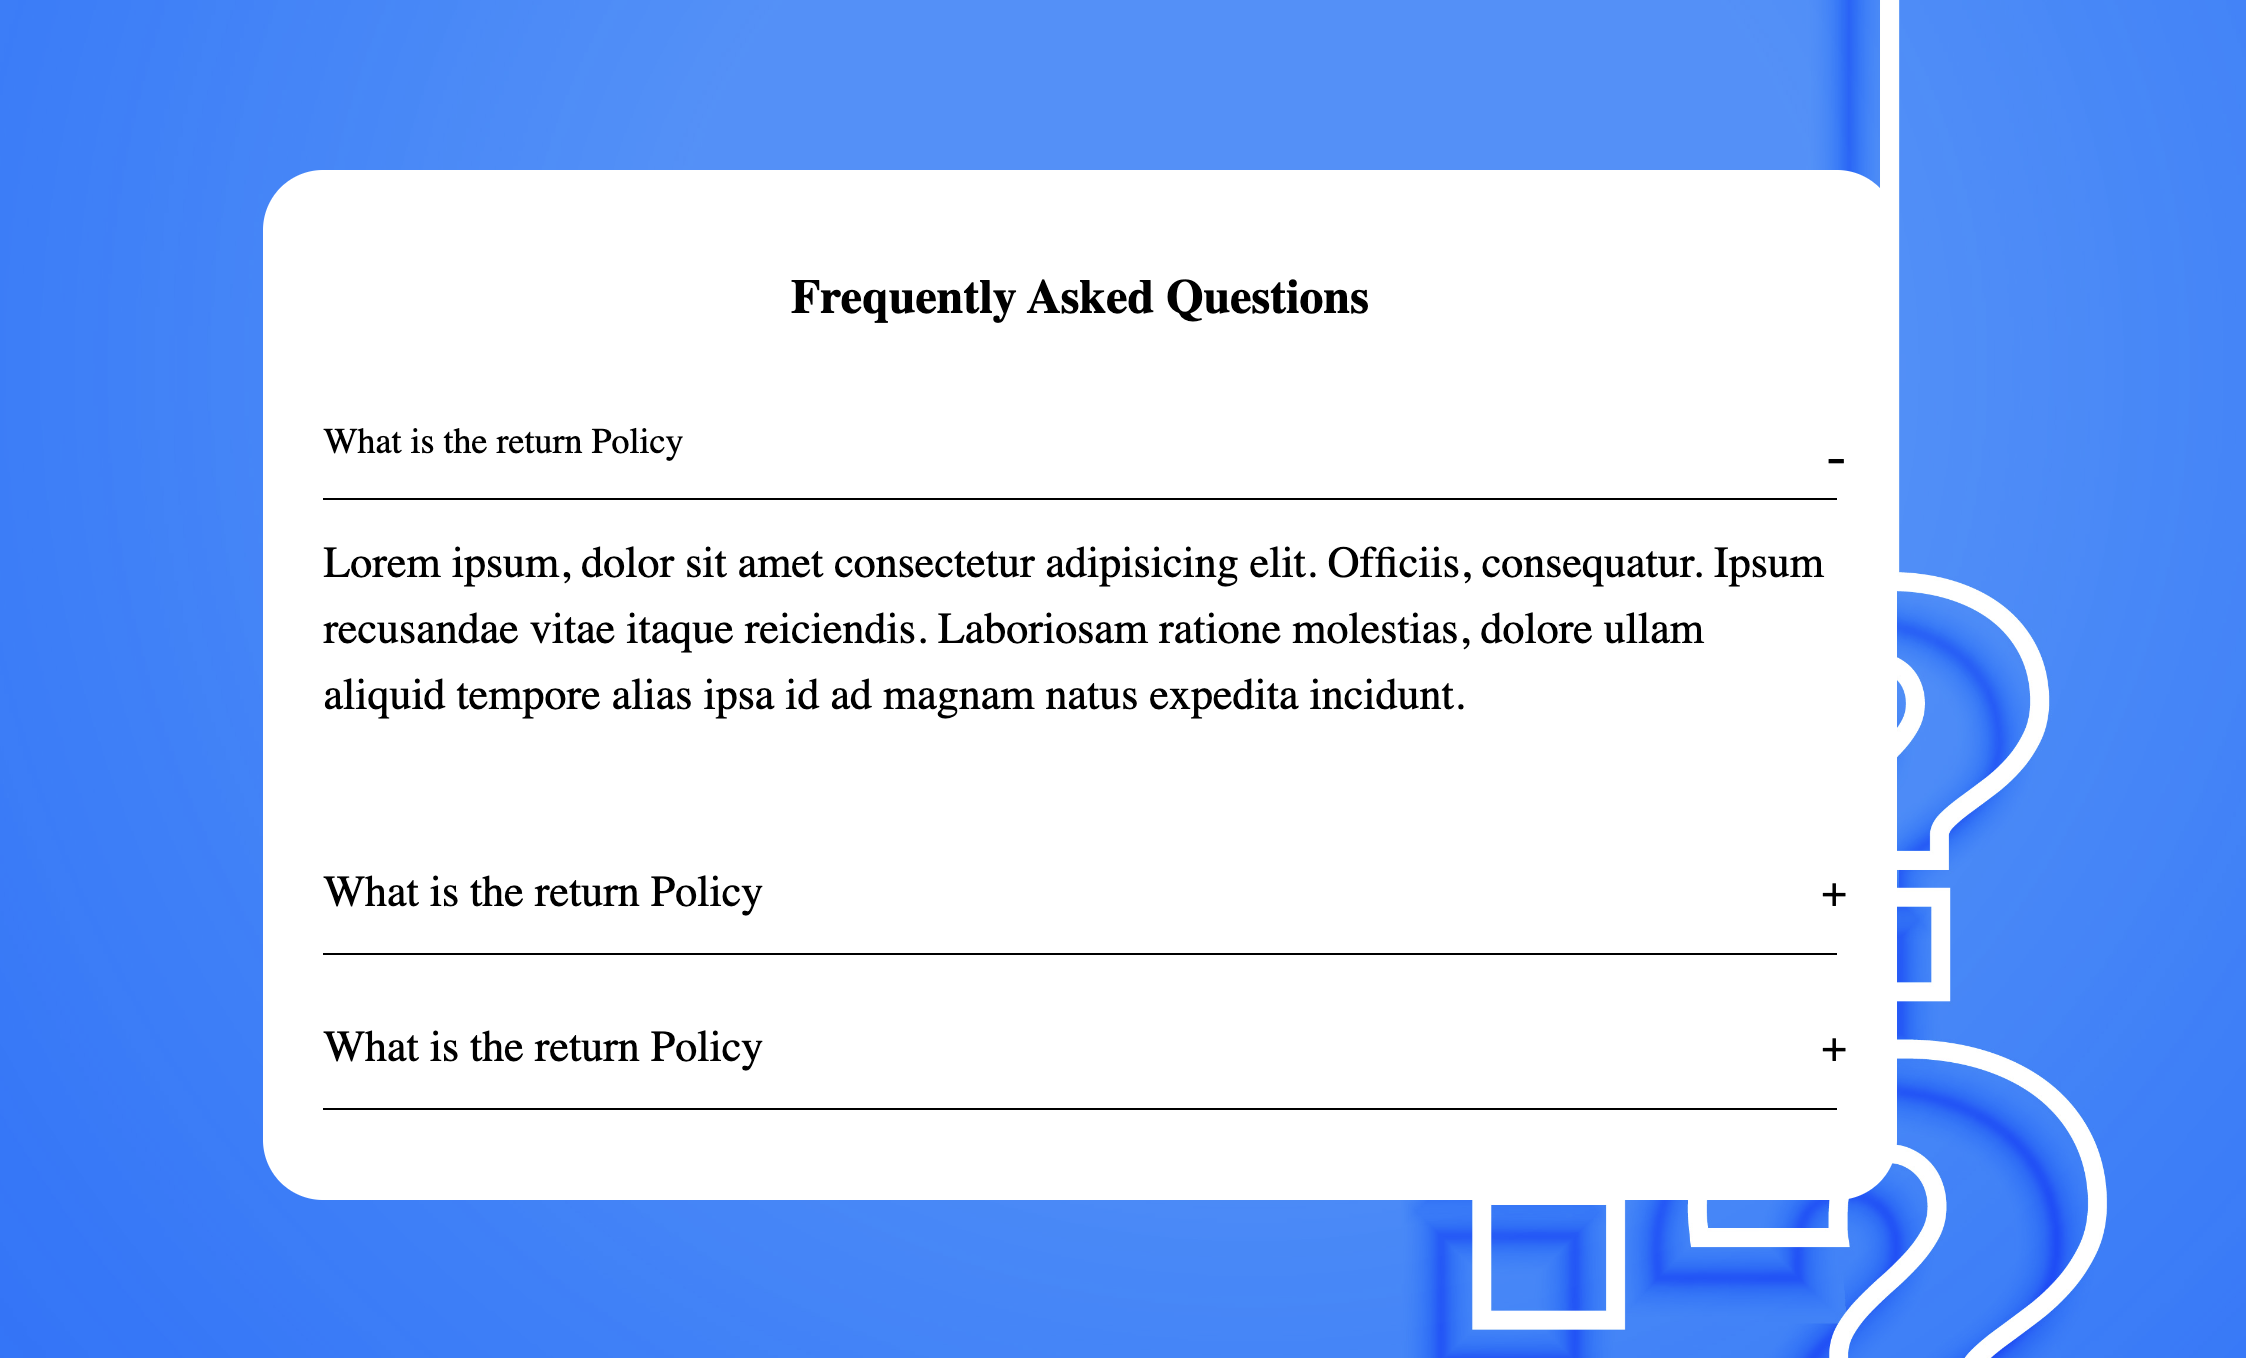 Frequently Asked Questions
What is the return Policy
-
Lorem ipsum, dolor sit amet consectetur adipisicing elit. Officiis, consequatur. Ipsum
recusandae vitae itaque reiciendis. Laboriosam ratione molestias, dolore ullam
aliquid tempore alias ipsa id ad magnam natus expedita incidunt.
What is the return Policy
+
What is the return Policy
+
?
?